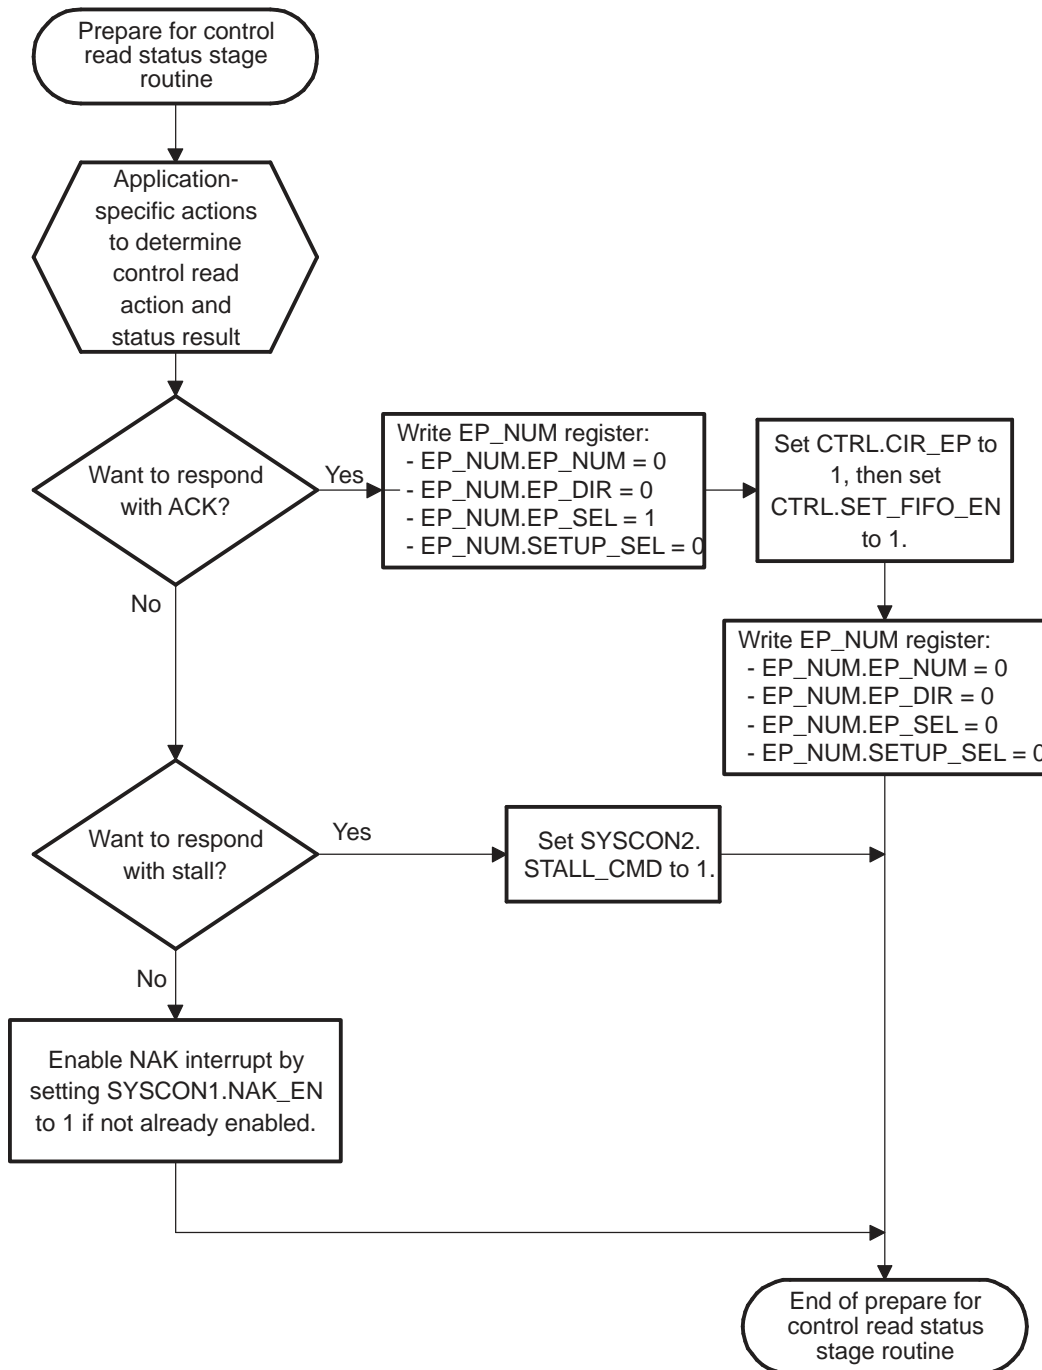 Prepare for control
read status stage
routine
Application-
specific actions
to determine
control read
action and
status result
Want to respond
with ACK?
Yes
No
Write EP_NUM register:
- EP_NUM.EP_NUM = 0
- EP_NUM.EP_DIR = 0
- EP_NUM.EP_SEL = 1
- EP_NUM.SETUP_SEL = 0
Set CTRL.CIR_EP to
1, then set
CTRL.SET_FIFO_EN
to 1.
Write EP_NUM register:
- EP_NUM.EP_NUM = 0
- EP_NUM.EP_DIR = 0
- EP_NUM.EP_SEL = 0
- EP_NUM.SETUP_SEL = 0
Want to respond
with stall?
Yes
No
Set SYSCON2.
STALL_CMD to 1.
Enable NAK interrupt by
setting SYSCON1.NAK_EN
to 1 if not already enabled.
End of prepare for
control read status
stage routine